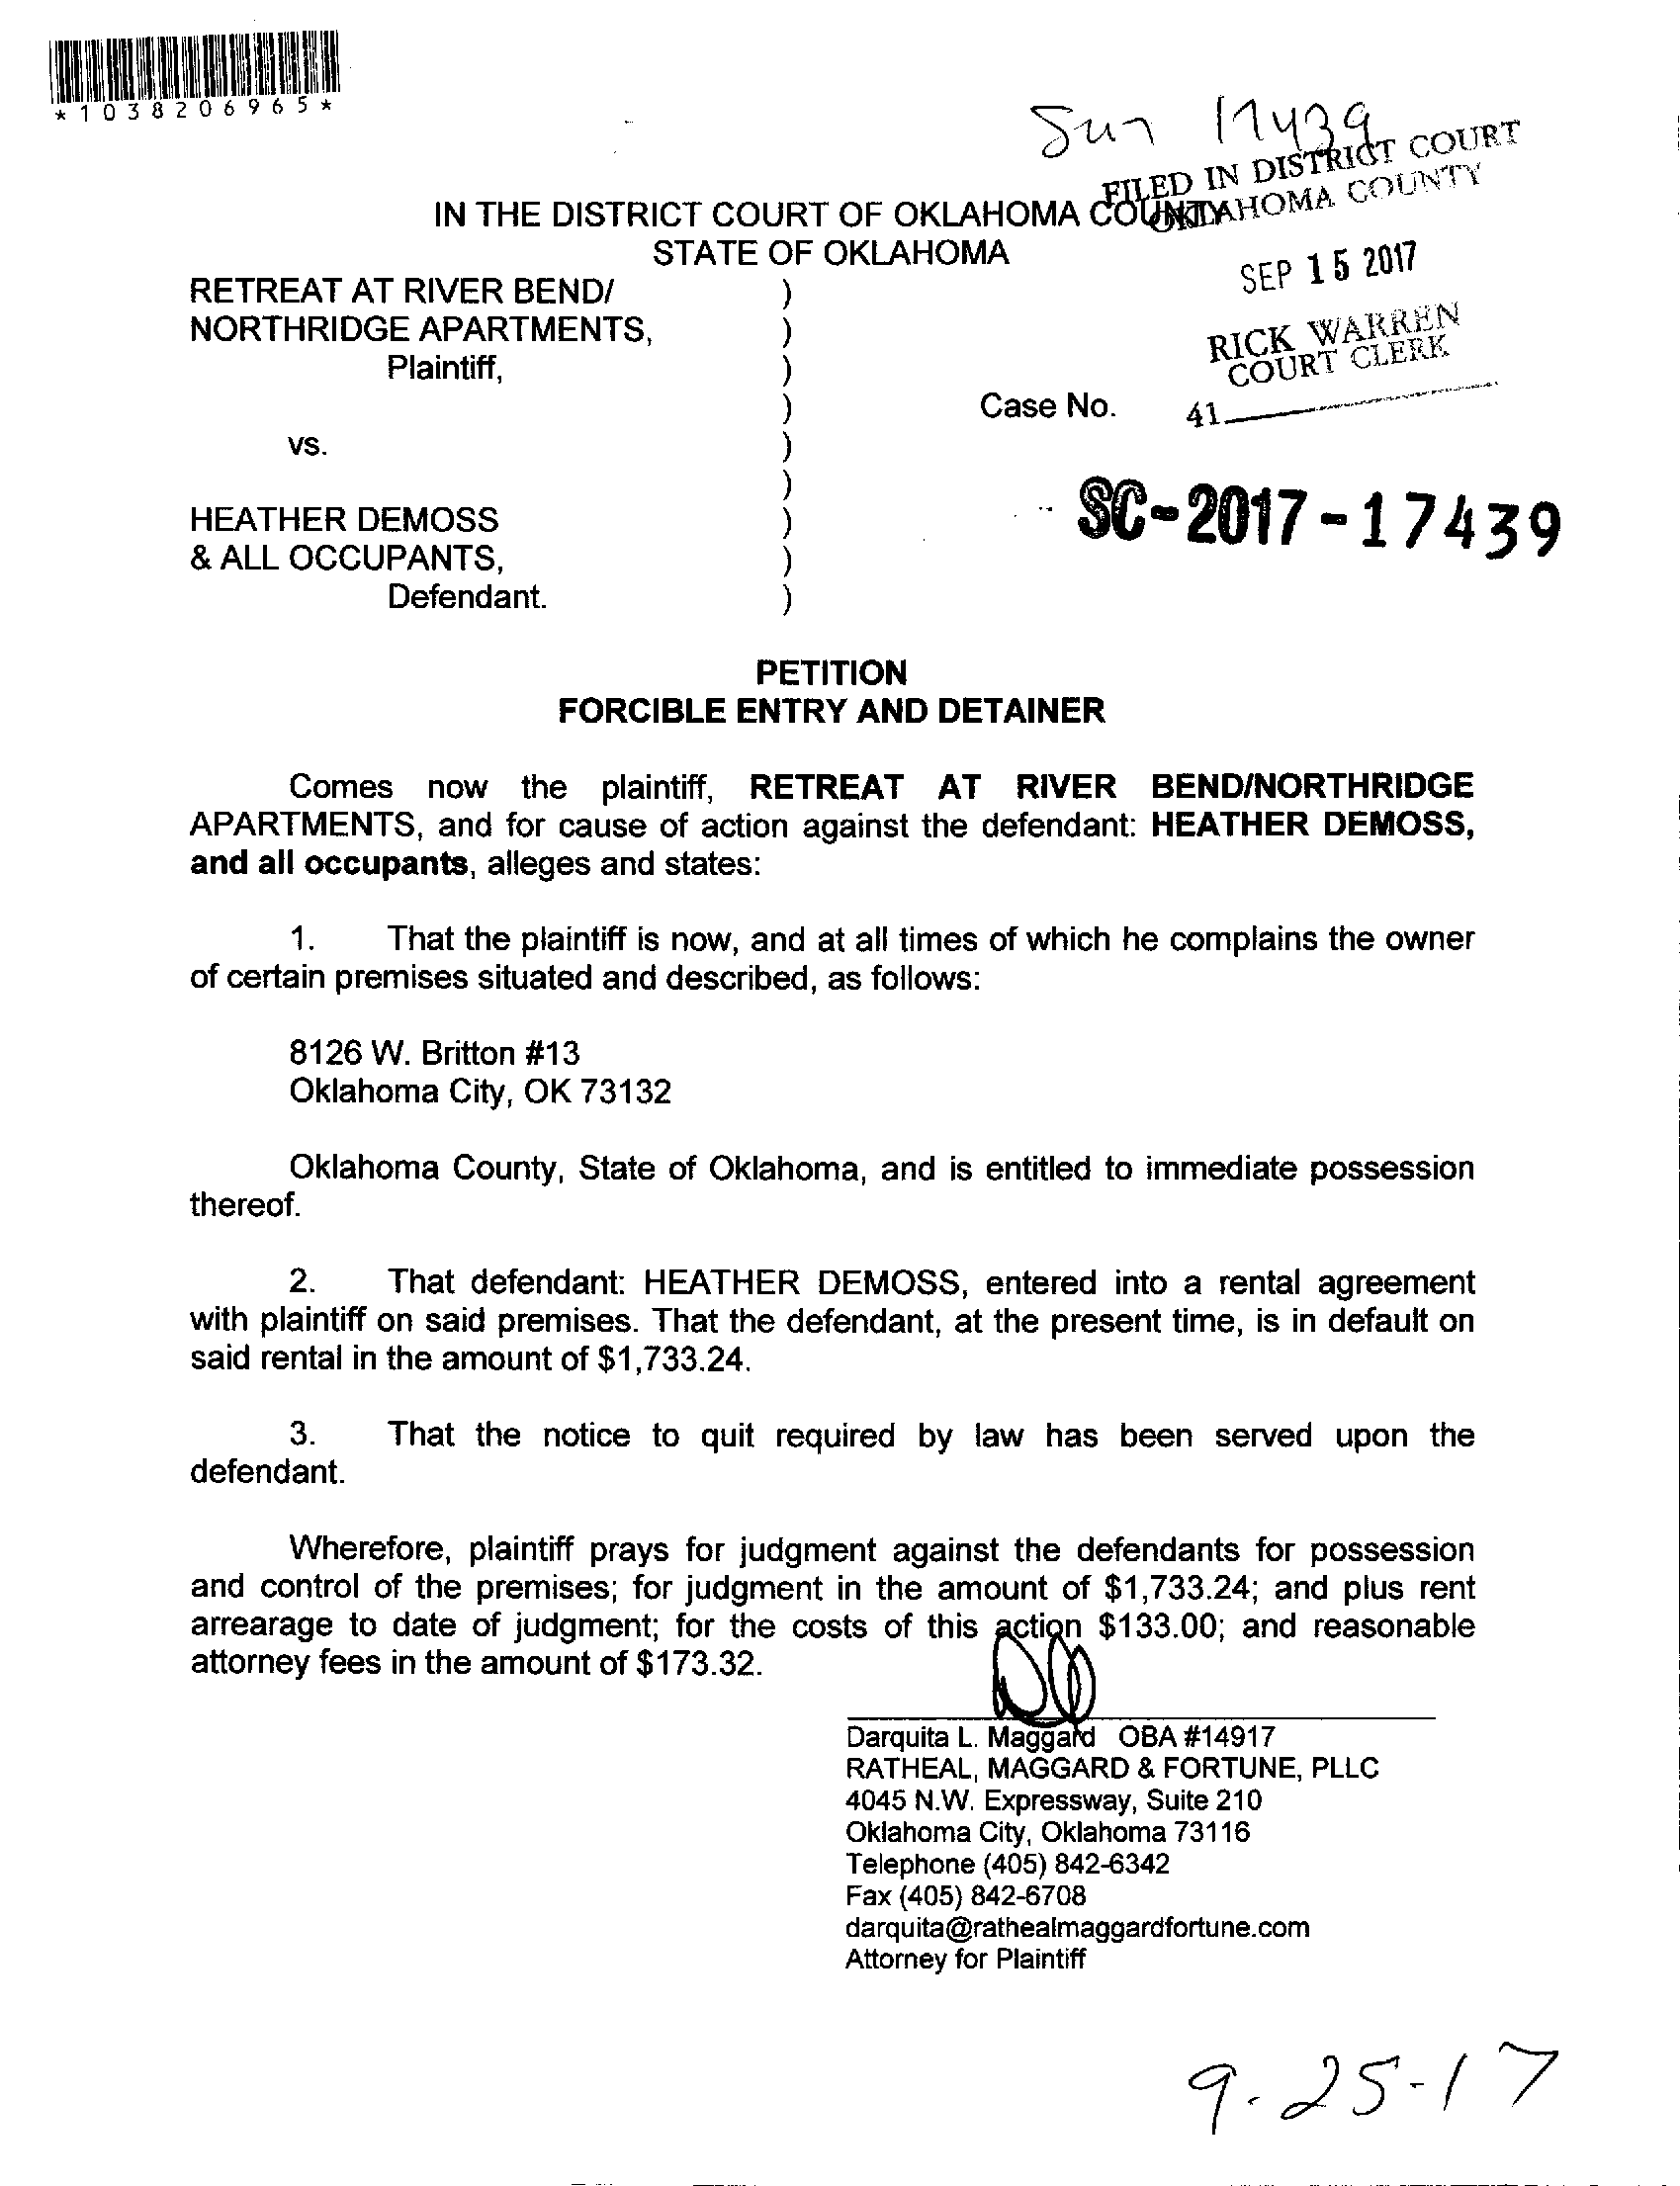 *1038206965*
17439
FILED IN DISTRICT COURT
OKLAHOMA COUNTY
IN THE DISTRICT COURT OF OKLAHOMA COUNTY
STATE OF OKLAHOMA
SEP 15 2017
RETREAT AT RIVER BEND/ )
NORTHRIDGE APARTMENTS, )
RICK WARREN
COURT CLERK
Plaintiff, )
) Case No. 41
vs. )
)
SC-2017-17439
HEATHER DEMOSS )
& ALL OCCUPANTS, )
Defendant. )
PETITION
FORCIBLE ENTRY AND DETAINER
Comes now the plaintiff, RETREAT AT RIVER BEND/NORTHRIDGE
APARTMENTS, and for cause of action against the defendant: HEATHER DEMOSS,
and all occupants, alleges and states:
1. That the plaintiff is now, and at all times of which he complains the owner
of certain premises situated and described, as follows:
8126 W. Britton #13
Oklahoma City, OK 73132
Oklahoma County, State of Oklahoma, and is entitled to immediate possession
thereof.
2. That defendant: HEATHER DEMOSS, entered into a rental agreement
with plaintiff on said premises. That the defendant, at the present time, is in default on
said rental in the amount of $1,733.24.
3. That the notice to quit required by law has been served upon the
defendant.
Wherefore, plaintiff prays for judgment against the defendants for possession
and control of the premises; for judgment in the amount of $1,733.24; and plus rent
arrearage to date of judgment; for the costs of this action $133.00; and reasonable
attorney fees in the amount of $173.32.
Darquita L. Maggard OBA #14917
RATHEAL, MAGGARD & FORTUNE, PLLC
4045 N.W. Expressway, Suite 210
Oklahoma City, Oklahoma 73116
Telephone (405) 842-6342
Fax (405) 842-6708
darquita@rathealmaggardfortune.com
Attorney for Plaintiff
9-25-17